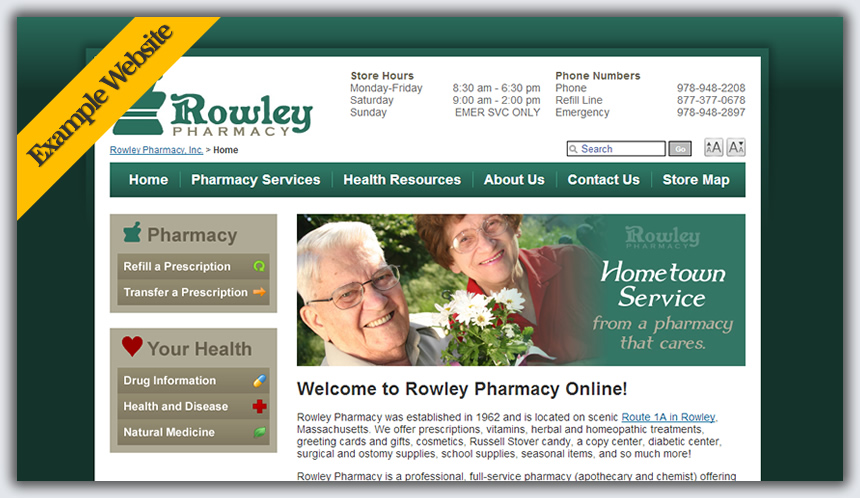 Example Website
Rowley
PHARMACY
Store Hours
Monday-Friday 8:30 am - 6:30 pm
Saturday 9:00 am - 2:00 pm
Sunday EMER SVC ONLY
Phone Numbers
Phone 978-948-2208
Refill Line 877-377-0678
Emergency 978-948-2897
Rowley Pharmacy, Inc. > Home
Search Go AA AA
Home Pharmacy Services Health Resources About Us Contact Us Store Map
Pharmacy
Refill a Prescription
Transfer a Prescription
Your Health
Drug Information
Health and Disease
Natural Medicine
Rowley
PHARMACY
Hometown
Service
from a pharmacy
that cares.
Welcome to Rowley Pharmacy Online!
Rowley Pharmacy was established in 1962 and is located on scenic Route 1A in Rowley,
Massachusetts. We offer prescriptions, vitamins, herbal and homeopathic treatments,
greeting cards and gifts, cosmetics, Russell Stover candy, a copy center, diabetic center,
surgical and ostomy supplies, school supplies, seasonal items, and so much more!
Rowley Pharmacy is a professional, full-service pharmacy (apothecary and chemist) offering